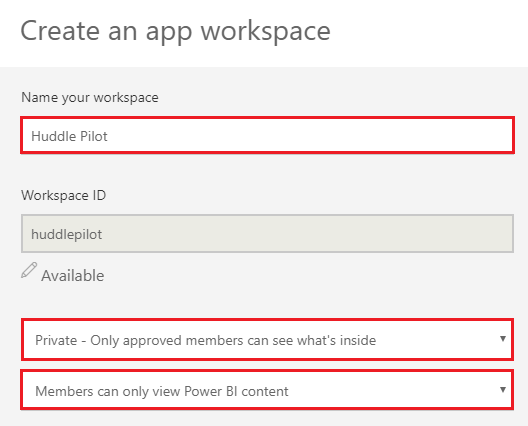 Create an app workspace
Name your workspace
Huddle Pilot
Workspace ID
huddlepilot
Available
Private - Only approved members can see what's inside
Members can only view Power BI content